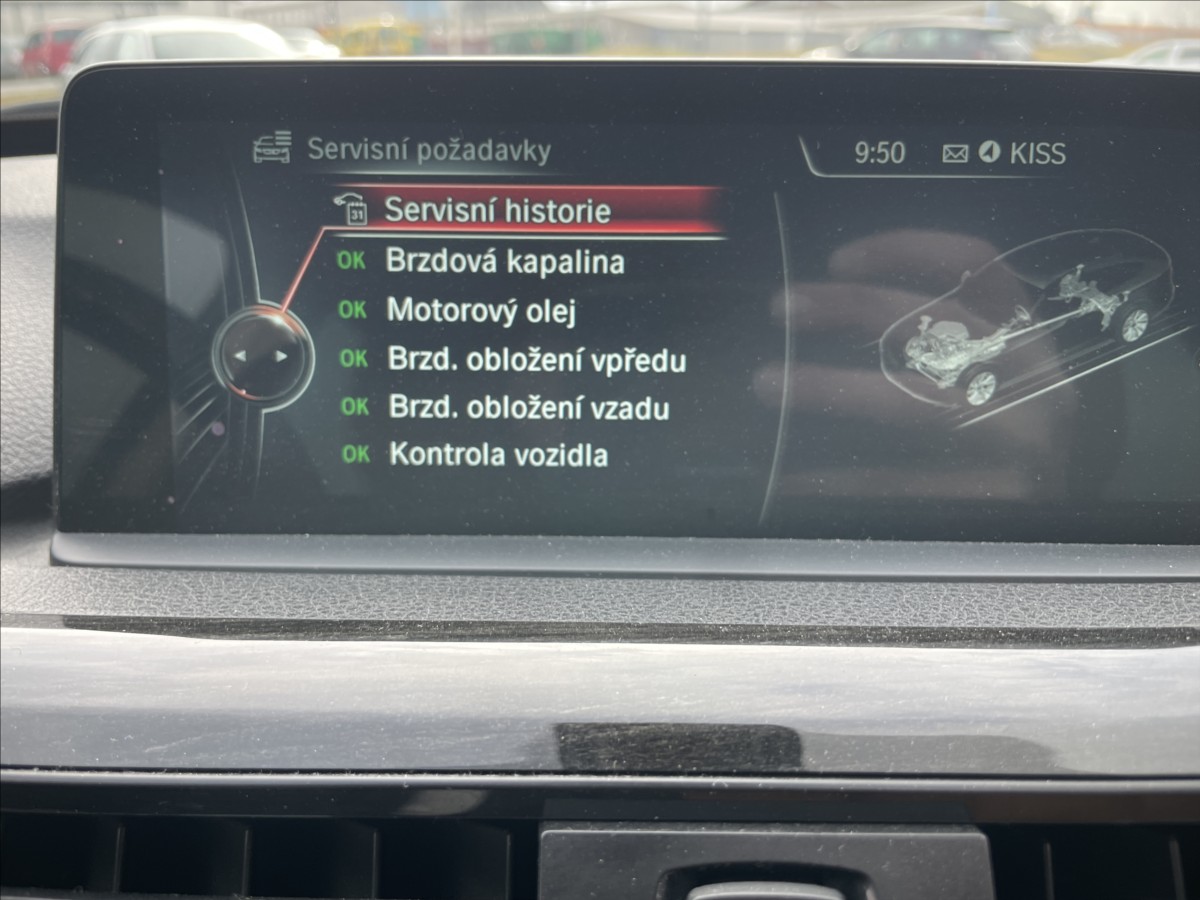 Servisní požadavky
9:50 KISS
31 Servisní historie
OK Brzdová kapalina
OK Motorový olej
OK Brzd. obložení vpředu
OK Brzd. obložení vzadu
OK Kontrola vozidla